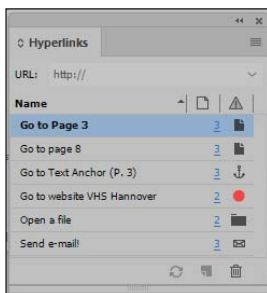 Hyperlinks
URL: http://
Name
Go to Page 3 3
Go to page 8 3
Go to Text Anchor (P. 3) 3
Go to website VHS Hannover 2
Open a file 2
Send e-mail! 3